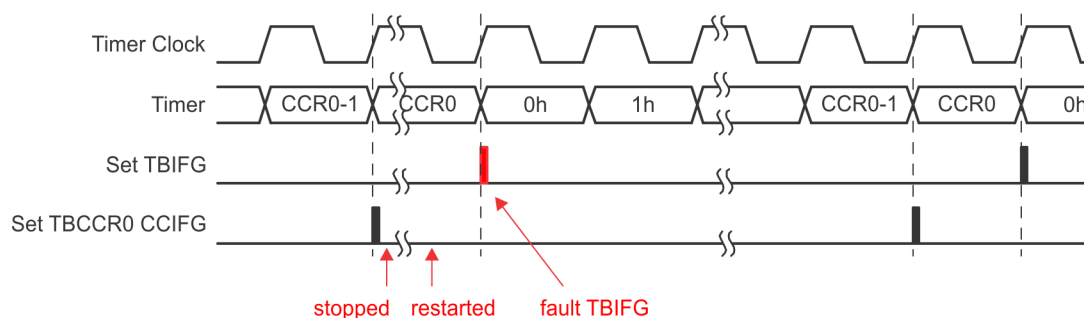 Timer Clock
Timer
CCR0-1
CCR0
0h
1h
CCR0-1
CCR0
0h
Set TBIFG
Set TBCCR0 CCIFG
stopped
restarted
fault TBIFG